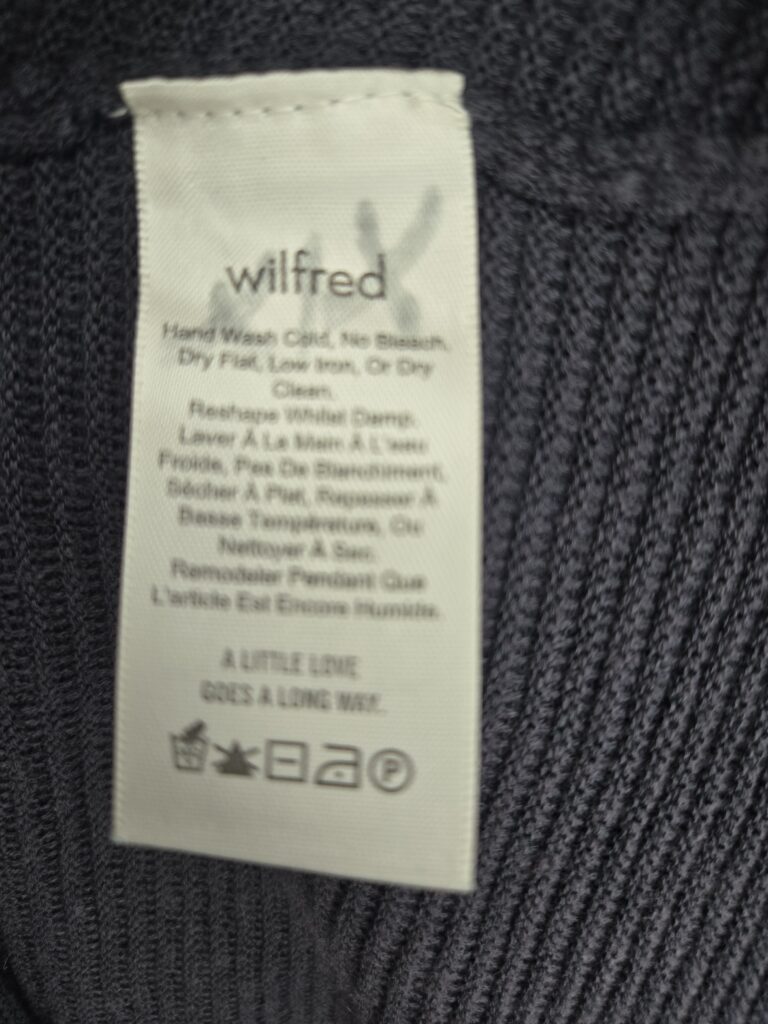 wilfred
Hand Wash Cold, No Bleach,
Dry Flat, Low Iron, Or Dry
Clean.
Reshape Whilst Damp.
Laver À La Main À L'eau
Froide, Pas De Blanchiment,
Sécher À Plat, Repasser À
Basse Température, Ou
Nettoyer À Sec.
Remodeler Pendant Que
L'article Est Encore Humide.
A LITTLE LOVE
GOES A LONG WAY.
P